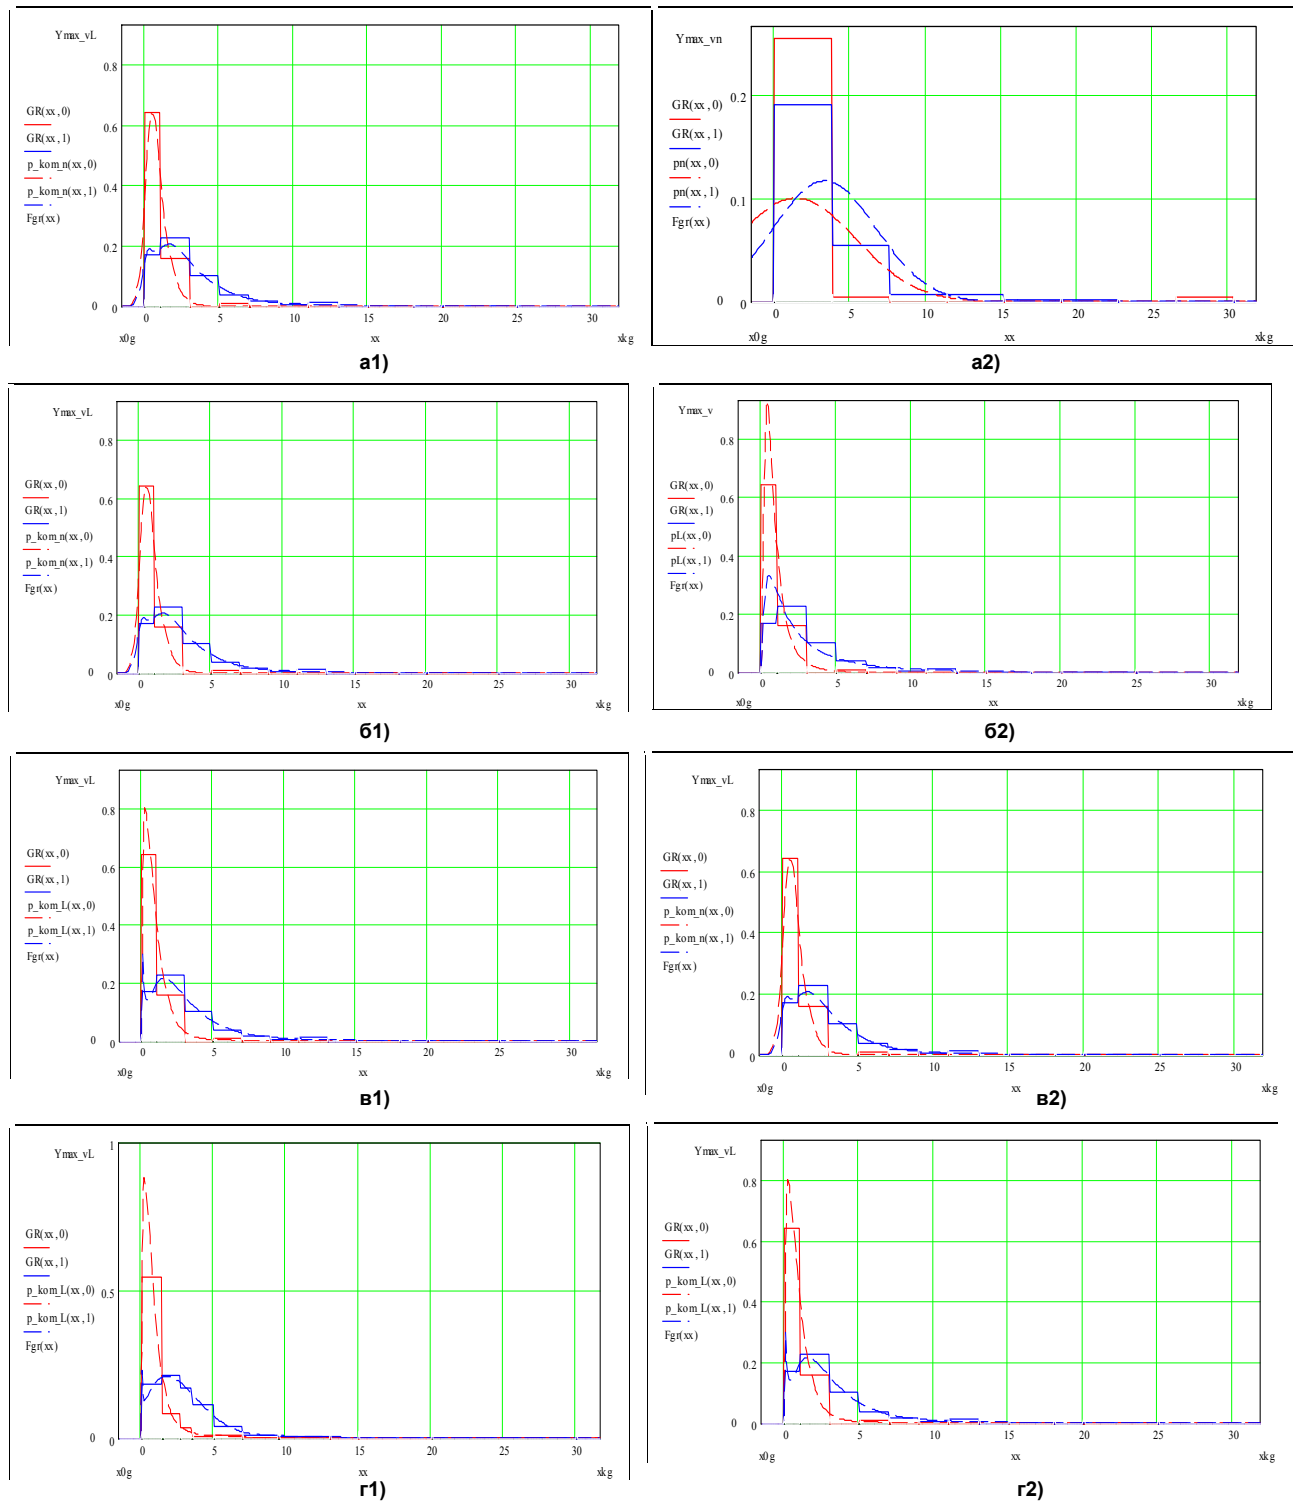 Ymax_vL
0.8
GR(xx,0)
0.6
GR(xx,1)
p_kom_n(xx,0)
0.4
p_kom_n(xx,1)
Fgr(xx)
0.2
0
0
0 5 10 15 20 25 30
x0g xx xkg
а1)
Ymax_vn
0.2
GR(xx,0)
GR(xx,1)
pn(xx,0)
pn(xx,1)
0.1
Fgr(xx)
0
0
0 5 10 15 20 25 30
x0g xx xkg
а2)
Ymax_vL
0.8
GR(xx,0)
0.6
GR(xx,1)
p_kom_n(xx,0)
0.4
p_kom_n(xx,1)
Fgr(xx)
0.2
0
0
0 5 10 15 20 25 30
x0g xx xkg
б1)
Ymax_v
0.8
GR(xx,0)
0.6
GR(xx,1)
pL(xx,0)
0.4
pL(xx,1)
Fgr(xx)
0.2
0
0
0 5 10 15 20 25 30
x0g xx xkg
б2)
Ymax_vL
0.8
GR(xx,0)
0.6
GR(xx,1)
p_kom_L(xx,0)
0.4
p_kom_L(xx,1)
Fgr(xx)
0.2
0
0
0 5 10 15 20 25 30
x0g xx xkg
в1)
Ymax_vL
0.8
GR(xx,0)
0.6
GR(xx,1)
p_kom_n(xx,0)
0.4
p_kom_n(xx,1)
Fgr(xx)
0.2
0
0
0 5 10 15 20 25 30
x0g xx xkg
в2)
1
Ymax_vL
GR(xx,0)
GR(xx,1)
0.5
p_kom_L(xx,0)
p_kom_L(xx,1)
Fgr(xx)
0
0
0 5 10 15 20 25 30
x0g xx xkg
г1)
Ymax_vL
0.8
GR(xx,0)
0.6
GR(xx,1)
p_kom_L(xx,0)
0.4
p_kom_L(xx,1)
Fgr(xx)
0.2
0
0
0 5 10 15 20 25 30
x0g xx xkg
г2)